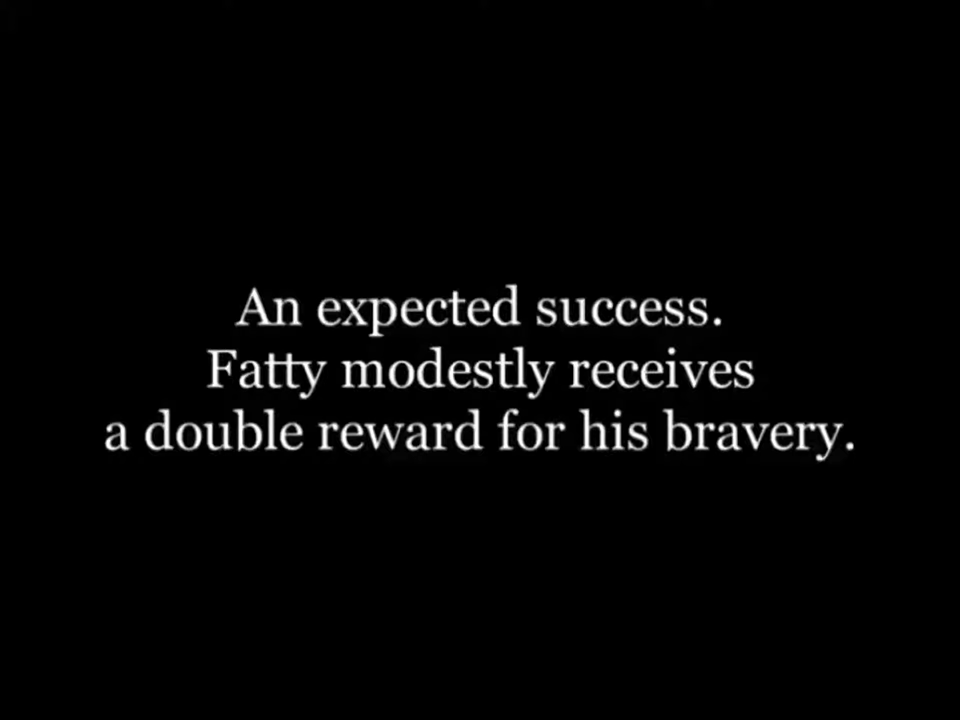 An expected success.
Fatty modestly receives
a double reward for his bravery.